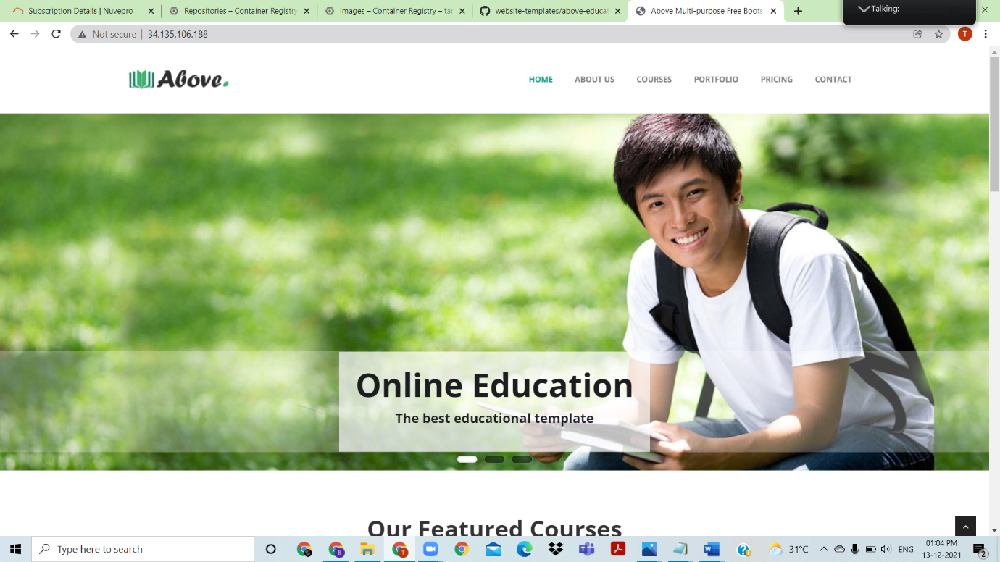 Subscription Details | Nuvepro
Repositories – Container Registry
Images – Container Registry – tar
website-templates/above-educat
Above Multi-purpose Free Boots
Talking:
Not secure | 34.135.106.188
T
Above.
HOME ABOUT US COURSES PORTFOLIO PRICING CONTACT
Online Education
The best educational template
Our Featured Courses
Type here to search
31°C
ENG
01:04 PM
13-12-2021
2